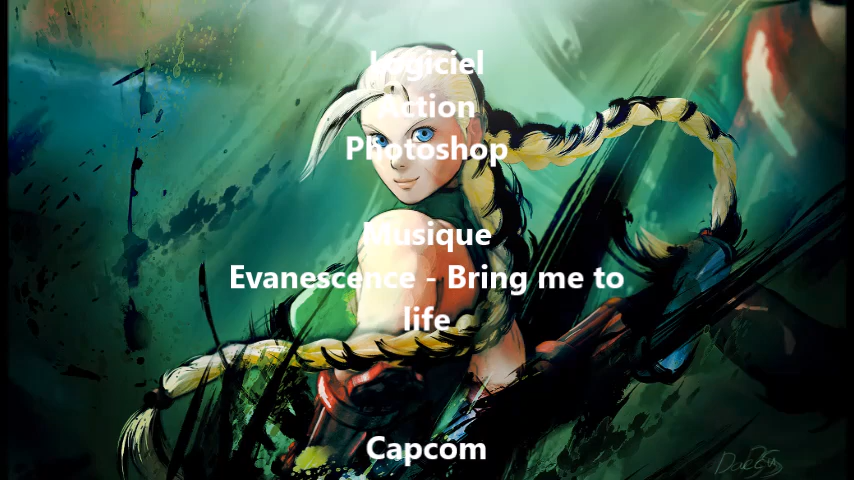 Logiciel
Action
Photoshop
Musique
Evanescence - Bring me to
life
Capcom